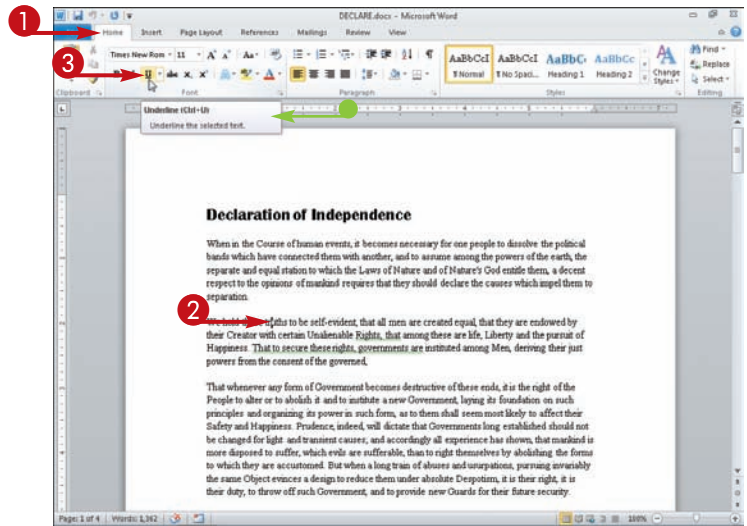 DECLARE.docx - Microsoft Word
1
Home Insert Page Layout References Mailings Review View
3
Times New Rom 11 A A Aa
abc X, X² A
AaBbCcI AaBbCcI AaBbC AaBbCc
¶ Normal ¶ No Spaci... Heading 1 Heading 2
Change Styles
Find
Replace
Select
Clipboard Font Paragraph Styles Editing
Underline (Ctrl+U)
Underline the selected text.
Declaration of Independence
When in the Course of human events, it becomes necessary for one people to dissolve the political
bands which have connected them with another, and to assume among the powers of the earth, the
separate and equal station to which the Laws of Nature and of Nature's God entitle them, a decent
respect to the opinions of mankind requires that they should declare the causes which impel them to
separation.
2
We hold truths to be self-evident, that all men are created equal, that they are endowed by
their Creator with certain Unalienable Rights, that among these are life, Liberty and the pursuit of
Happiness. That to secure these rights, governments are instituted among Men, deriving their just
powers from the consent of the governed,
That whenever any form of Government becomes destructive of these ends, it is the right of the
People to alter or to abolish it and to institute a new Government, laying its foundation on such
principles and organizing its power in such form, as to them shall seem most likely to affect their
Safety and Happiness. Prudence, indeed, will dictate that Governments long established should not
be changed for light and transient causes, and accordingly all experience has shown, that mankind is
more disposed to suffer, which evils are sufferable, than to right themselves by abolishing the forms
to which they are accustomed. But when a long train of abuses and usurpations, pursuing invariably
the same Object evinces a design to reduce them under absolute Despotism, it is their right, it is
their duty, to throw off such Government, and to provide new Guards for their future security.
Page: 1 of 4 Words: 1,362 100%